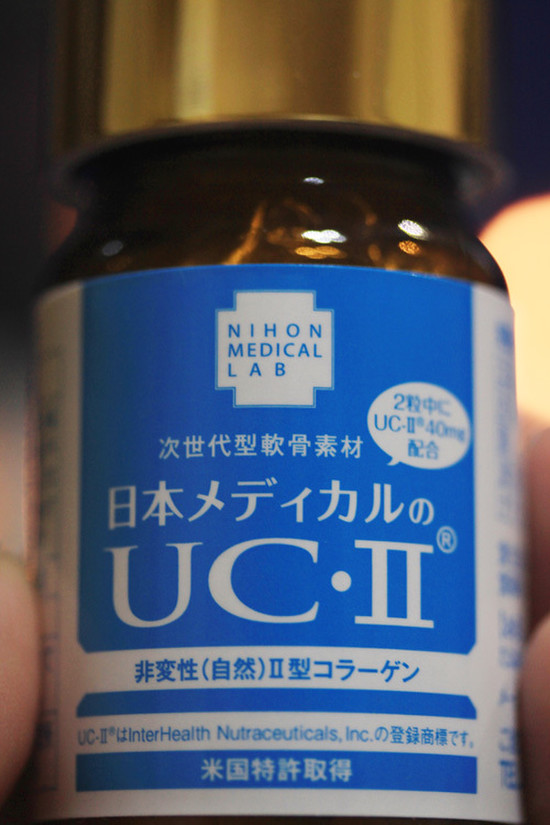 NIHON
MEDICAL
LAB
2粒中に
UC-II®40mg
配合
次世代型軟骨素材
日本メディカルの
UC・II®
非変性(自然)II型コラーゲン
UC-II®はInterHealth Nutraceuticals, Inc.の登録商標です。
米国特許取得